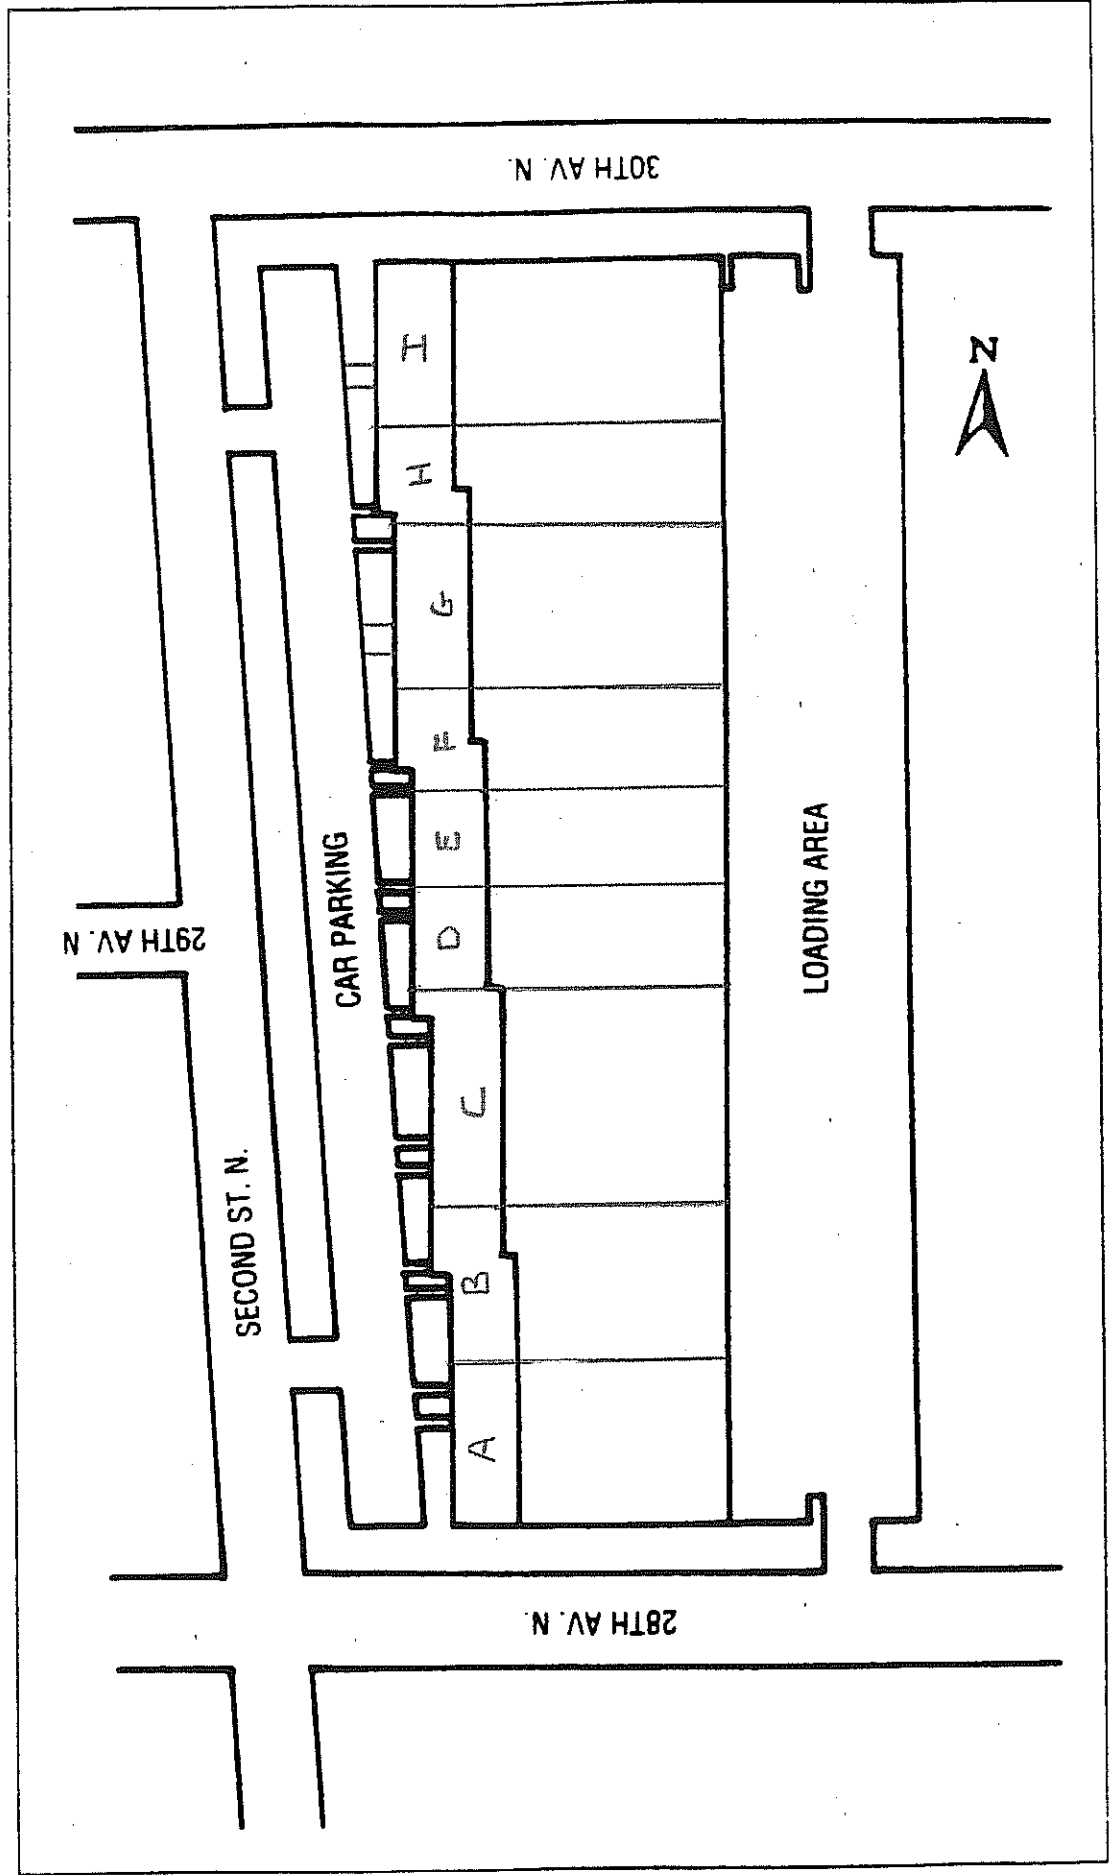 30TH AV. N.
29TH AV. N
28TH AV. N.
SECOND ST. N.
CAR PARKING
LOADING AREA
N
A
B
C
D
E
F
G
H
I